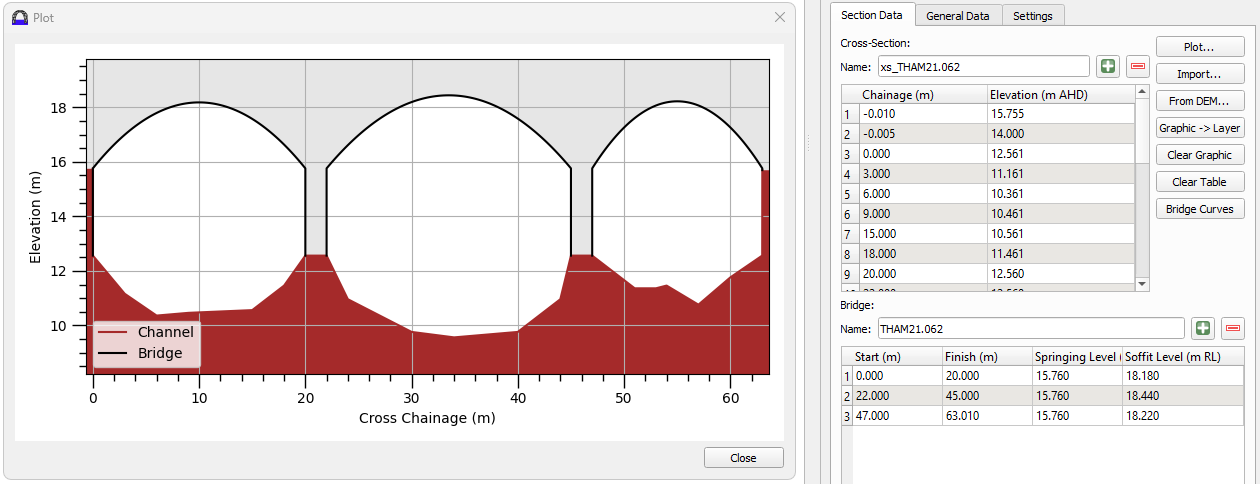 Plot
18
16
14
12
10
Elevation (m)
Channel
Bridge
0 10 20 30 40 50 60
Cross Chainage (m)
Close
Section Data General Data Settings
Cross-Section:
Name: xs_THAM21.062
Chainage (m) Elevation (m AHD)
1 -0.010 15.755
2 -0.005 14.000
3 0.000 12.561
4 3.000 11.161
5 6.000 10.361
6 9.000 10.461
7 15.000 10.561
8 18.000 11.461
9 20.000 12.560
Plot...
Import...
From DEM...
Graphic -> Layer
Clear Graphic
Clear Table
Bridge Curves
Bridge:
Name: THAM21.062
Start (m) Finish (m) Springing Level ( Soffit Level (m RL)
1 0.000 20.000 15.760 18.180
2 22.000 45.000 15.760 18.440
3 47.000 63.010 15.760 18.220